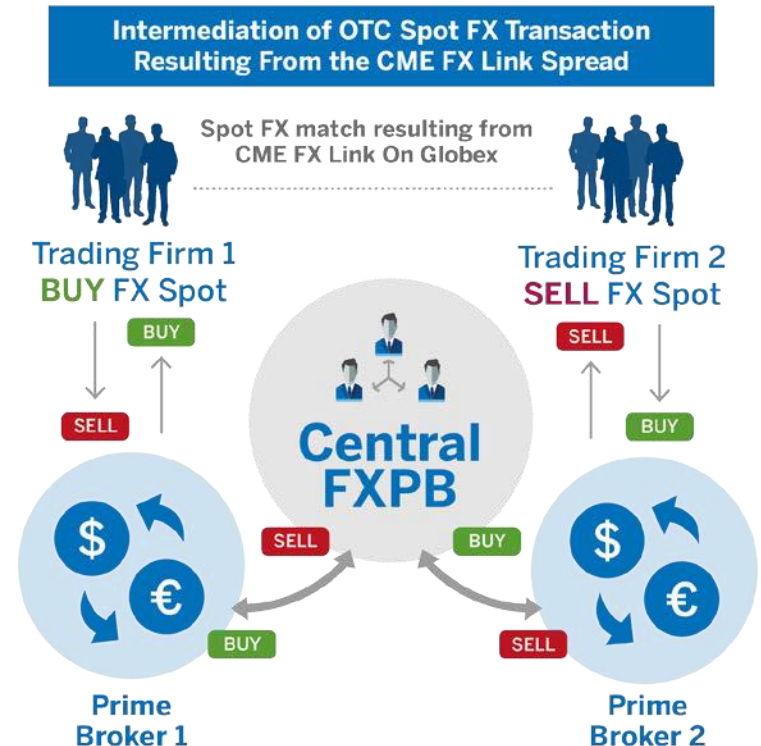 Intermediation of OTC Spot FX Transaction
Resulting From the CME FX Link Spread
Spot FX match resulting from
CME FX Link On Globex
Trading Firm 1
BUY FX Spot
Trading Firm 2
SELL FX Spot
BUY
SELL
SELL
BUY
Central
FXPB
$
€
$
€
SELL
BUY
BUY
SELL
Prime
Broker 1
Prime
Broker 2